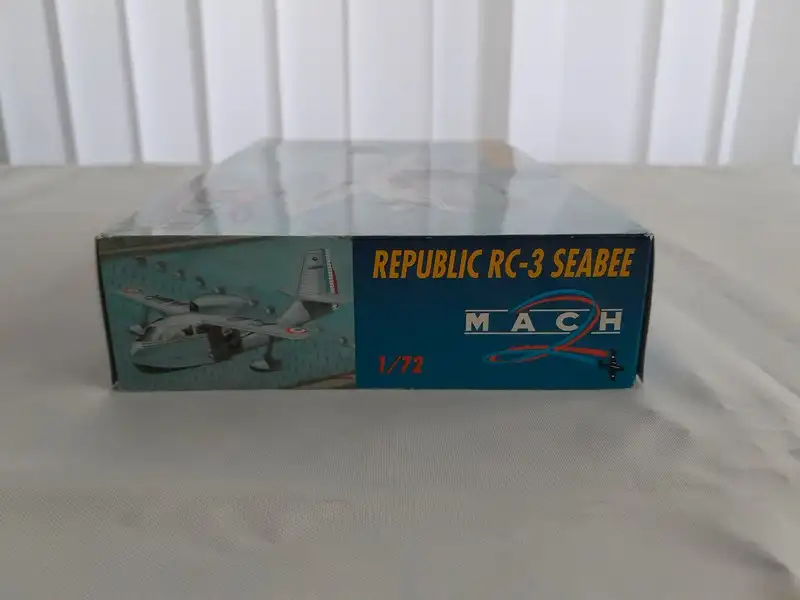 REPUBLIC RC-3 SEABEE
MACH 2
1/72